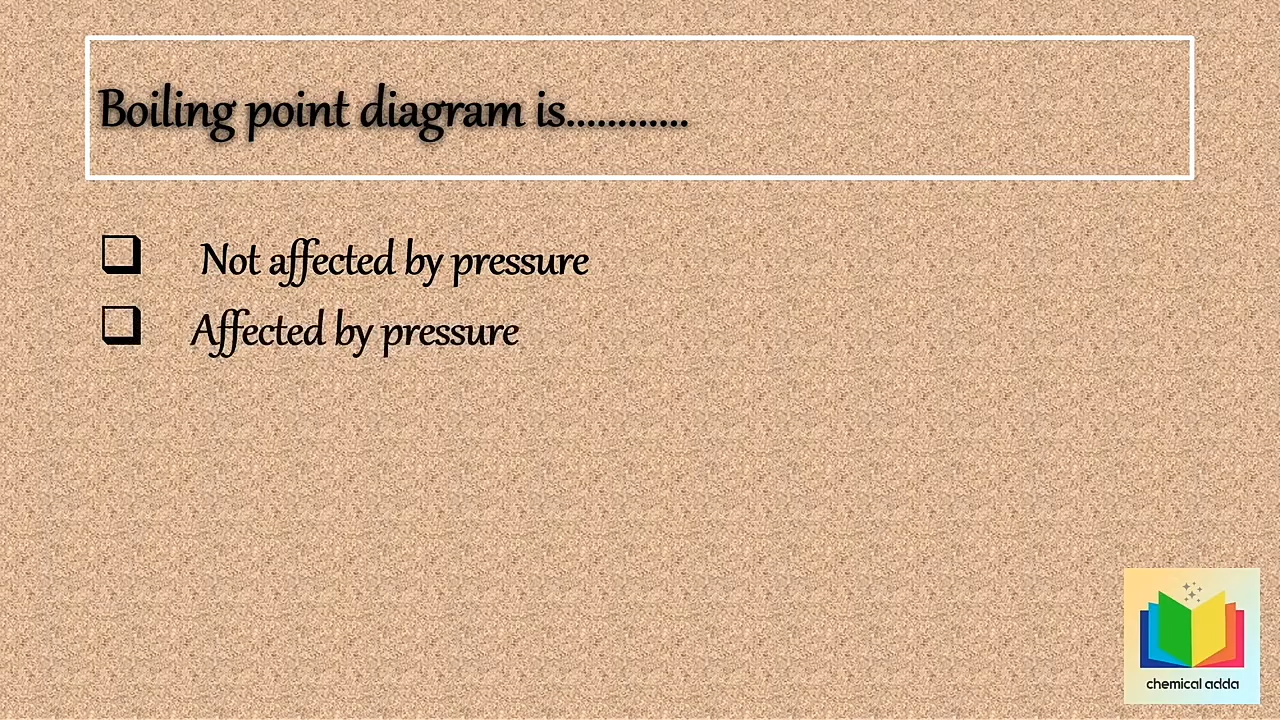 Boiling point diagram is............
Not affected by pressure
Affected by pressure
chemical adda